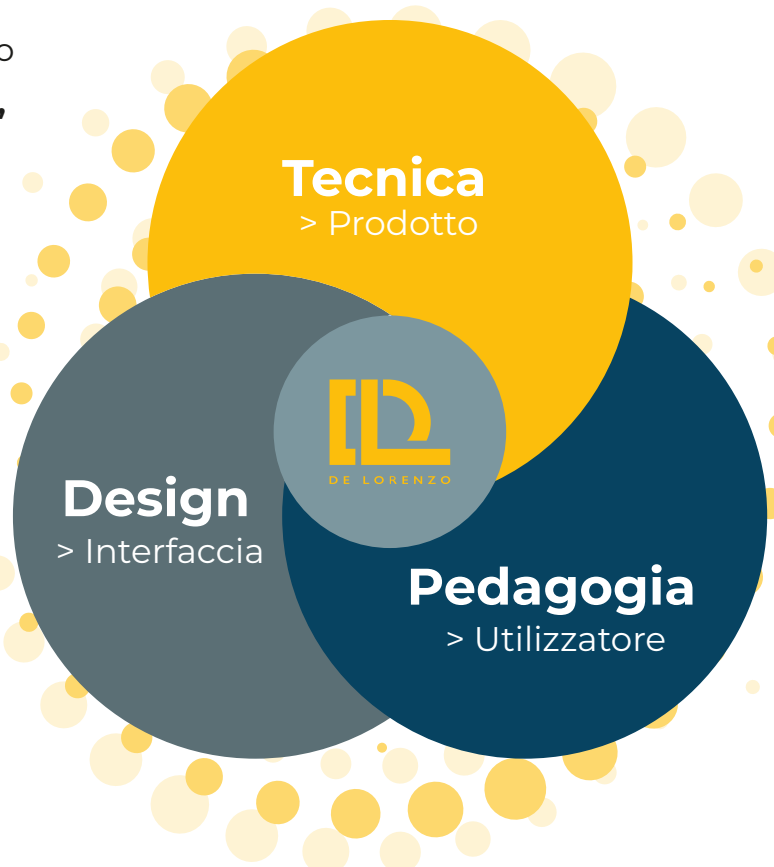 Tecnica
> Prodotto
DE LORENZO
Design
> Interfaccia
Pedagogia
> Utilizzatore